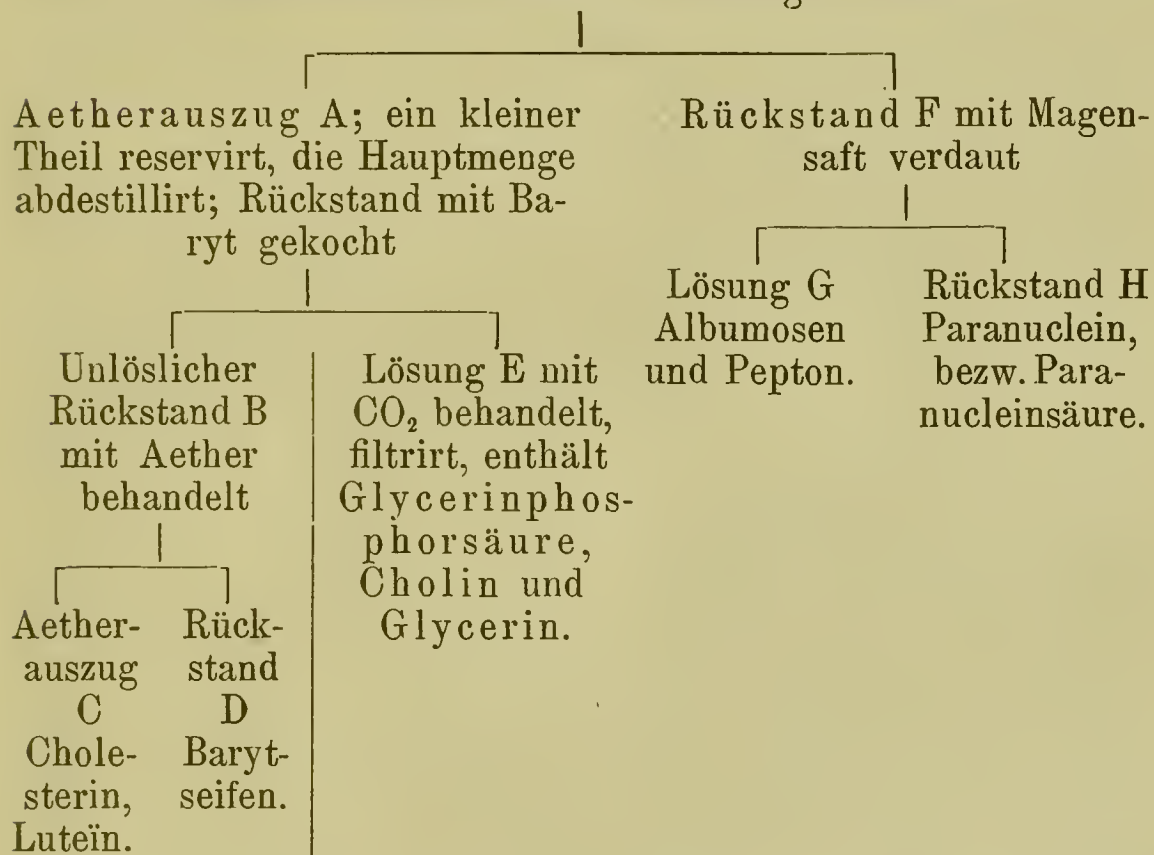 Aetherauszug A; ein kleiner
Theil reservirt, die Hauptmenge
abdestillirt; Rückstand mit Ba-
ryt gekocht
Rückstand F mit Magen-
saft verdaut
Unlöslicher
Rückstand B
mit Aether
behandelt
Lösung E mit
CO₂ behandelt,
filtrirt, enthält
Glycerinphos-
phorsäure,
Cholin und
Glycerin.
Lösung G
Albumosen
und Pepton.
Rückstand H
Paranuclein,
bezw. Para-
nucleinsäure.
Aether-
auszug
C
Chole-
sterin,
Luteïn.
Rück-
stand
D
Baryt-
seifen.